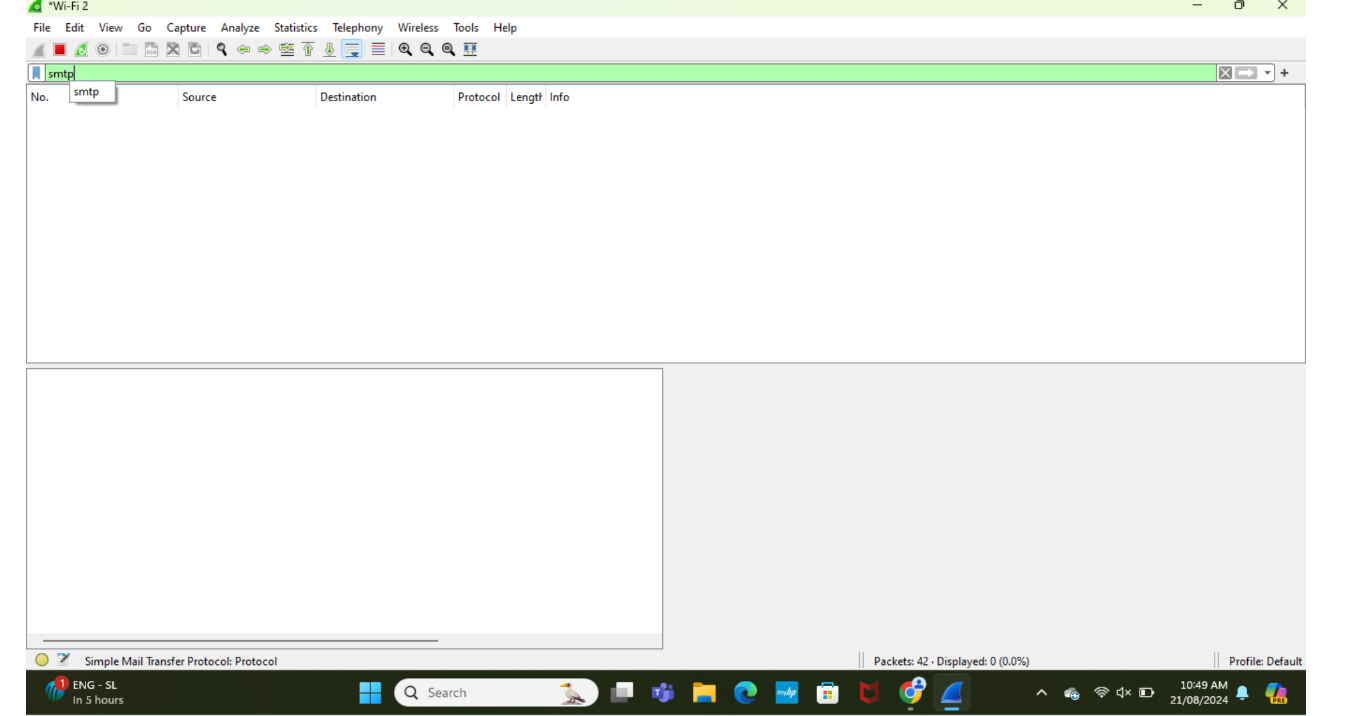 *Wi-Fi 2
File Edit View Go Capture Analyze Statistics Telephony Wireless Tools Help
smtp
smtp
No. Source Destination Protocol Length Info
Simple Mail Transfer Protocol: Protocol
Packets: 42 · Displayed: 0 (0.0%)
Profile: Default
1
ENG - SL
In 5 hours
Search
mhp
PRE
10:49 AM
21/08/2024